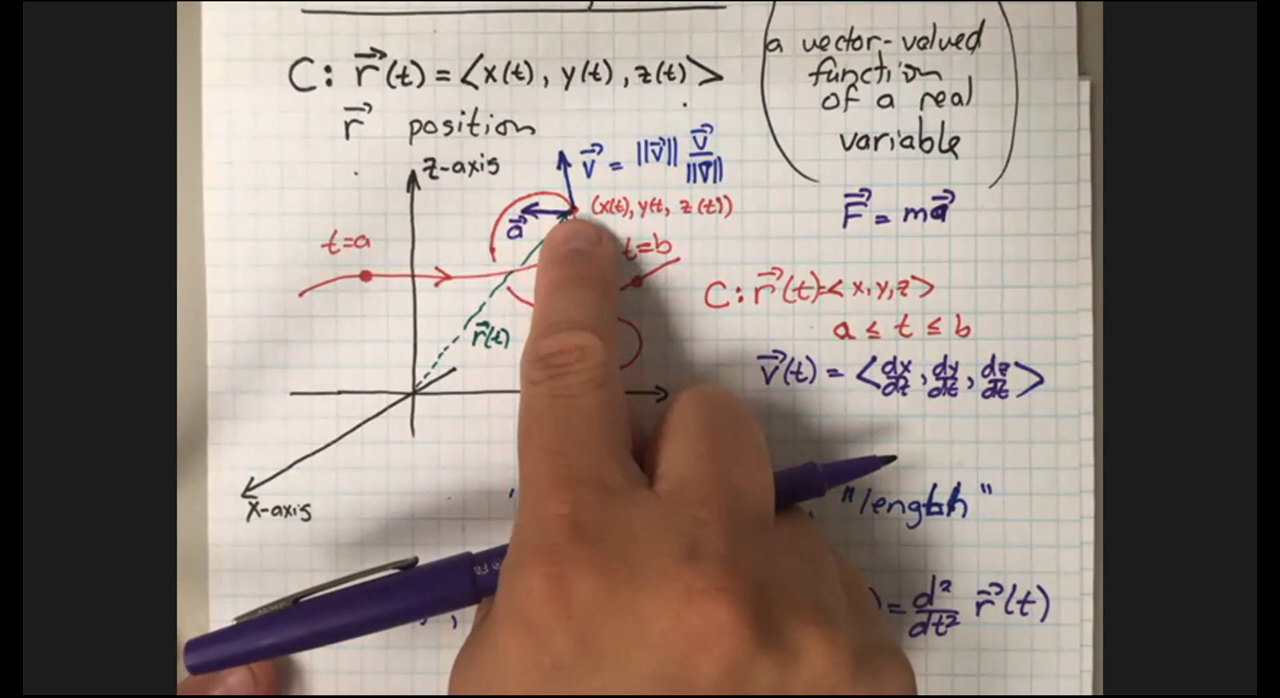 C: r⃗(t) = <x(t), y(t), z(t)>
a vector-valued
function
of a real
variable
r⃗ position
z-axis
v⃗ = ||v⃗|| v⃗/||v⃗||
(x(t), y(t, z(t))
a⃗
F⃗ = ma⃗
t=a
t=b
C: r⃗(t)=< x,y,z>
a ≤ t ≤ b
r⃗(t)
v⃗(t) = <dx/dt, dy/dt, dz/dt>
x-axis
"length"
) = d²/dt² r⃗(t)